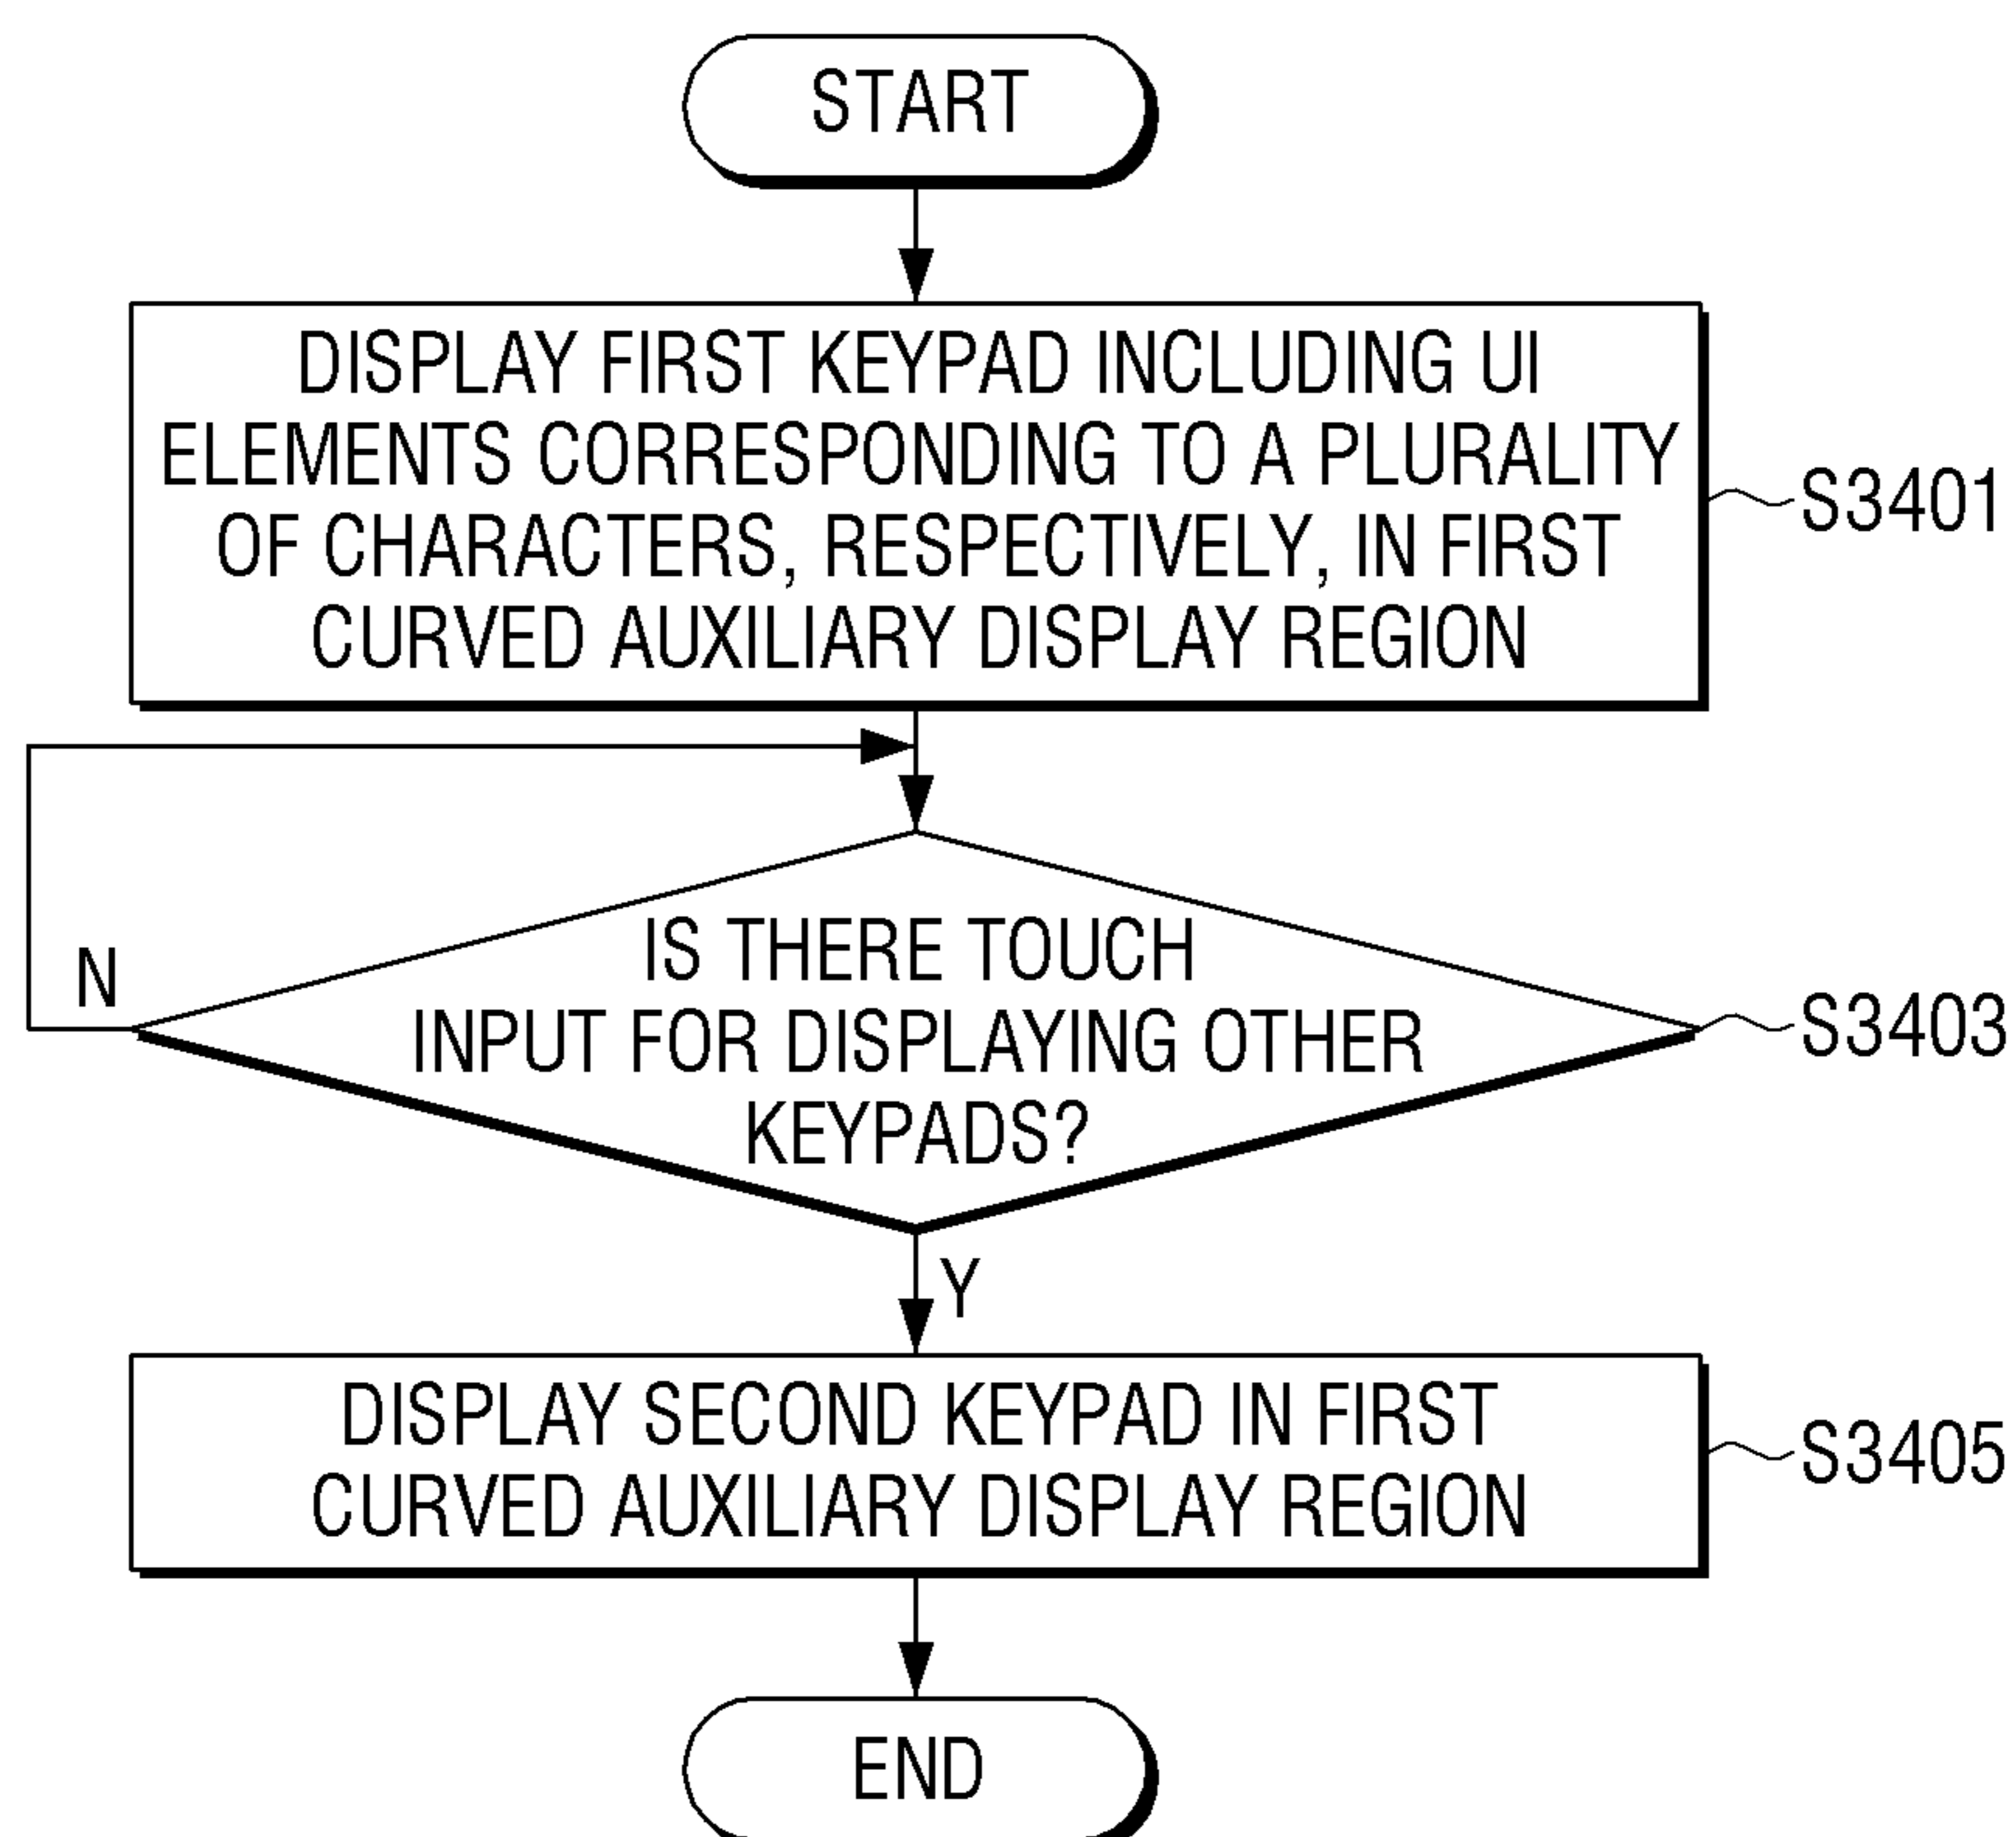 START
DISPLAY FIRST KEYPAD INCLUDING UI
ELEMENTS CORRESPONDING TO A PLURALITY
OF CHARACTERS, RESPECTIVELY, IN FIRST
CURVED AUXILIARY DISPLAY REGION
S3401
N
IS THERE TOUCH
INPUT FOR DISPLAYING OTHER
KEYPADS?
S3403
Y
DISPLAY SECOND KEYPAD IN FIRST
CURVED AUXILIARY DISPLAY REGION
S3405
END